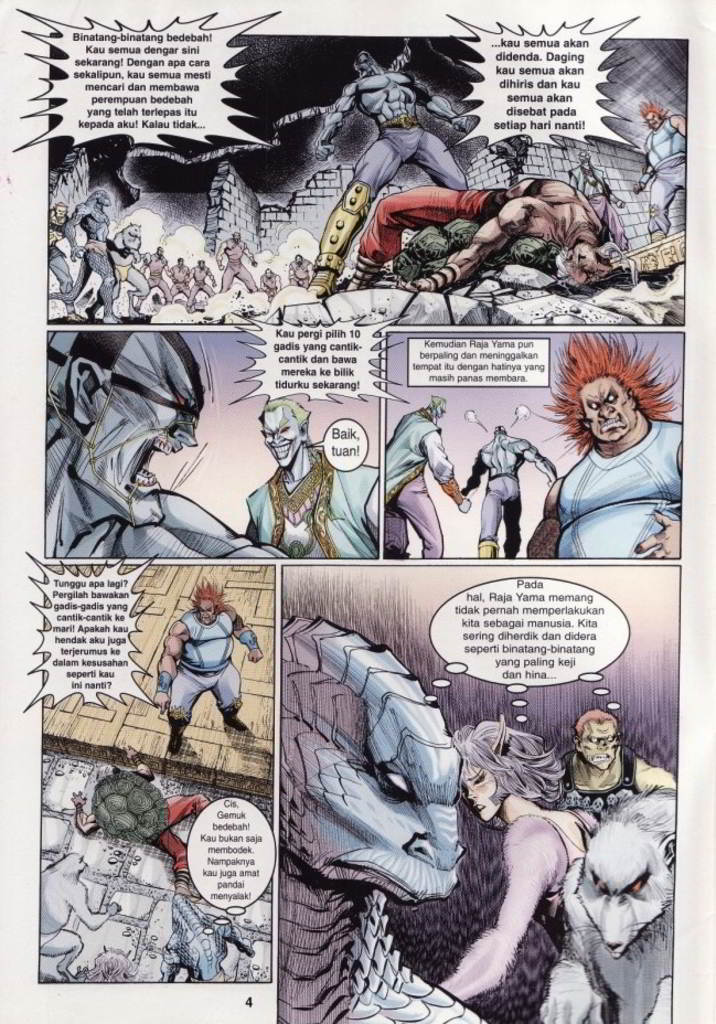 Binatang-binatang bedebah!
Kau semua dengar sini
sekarang! Dengan apa cara
sekalipun, kau semua mesti
mencari dan membawa
perempuan bedebah
yang telah terlepas itu
kepada aku! Kalau tidak...
...kau semua akan
didenda. Daging
kau semua akan
dihiris dan kau
semua akan
disebat pada
setiap hari nanti!
Kau pergi pilih 10
gadis yang cantik-
cantik dan bawa
mereka ke bilik
tidurku sekarang!
Baik,
tuan!
Kemudian Raja Yama pun
berpaling dan meninggalkan
tempat itu dengan hatinya yang
masih panas membara.
Tunggu apa lagi?
Pergilah bawakan
gadis-gadis yang
cantik-cantik ke
mari! Apakah kau
hendak aku juga
terjerumus ke
dalam kesusahan
seperti kau
ini nanti?
Cis,
Gemuk
bedebah!
Kau bukan saja
membodek.
Nampaknya
kau juga amat
pandai
menyalak!
Pada
hal, Raja Yama memang
tidak pernah memperlakukan
kita sebagai manusia. Kita
sering diherdik dan didera
seperti binatang-binatang
yang paling keji
dan hina...
4